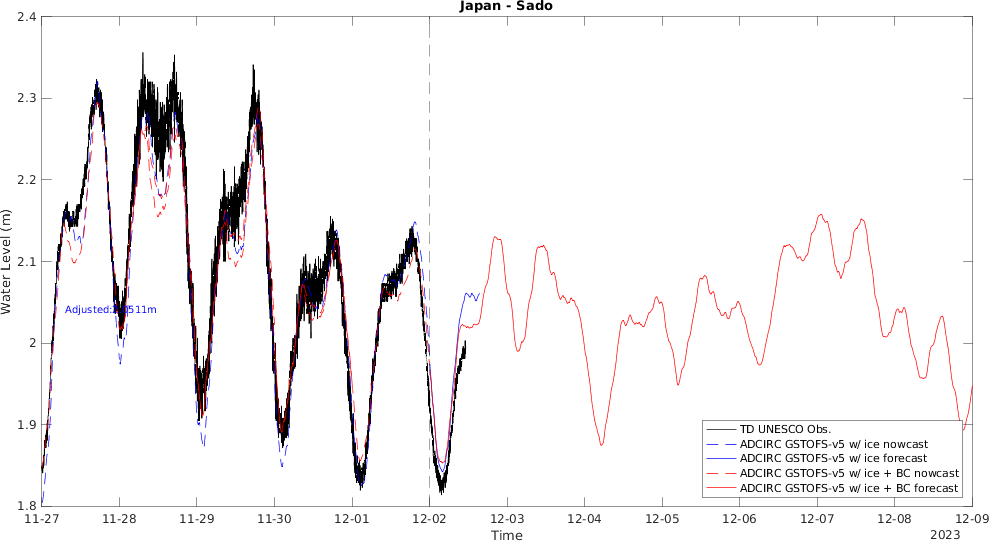 Japan - Sado
Water Level (m)
2.4
2.3
2.2
2.1
2
1.9
1.8
11-27
11-28
11-29
11-30
12-01
12-02
12-03
12-04
12-05
12-06
12-07
12-08
12-09
Time
2023
TD UNESCO Obs.
ADCIRC GSTOFS-v5 w/ ice nowcast
ADCIRC GSTOFS-v5 w/ ice forecast
ADCIRC GSTOFS-v5 w/ ice + BC nowcast
ADCIRC GSTOFS-v5 w/ ice + BC forecast